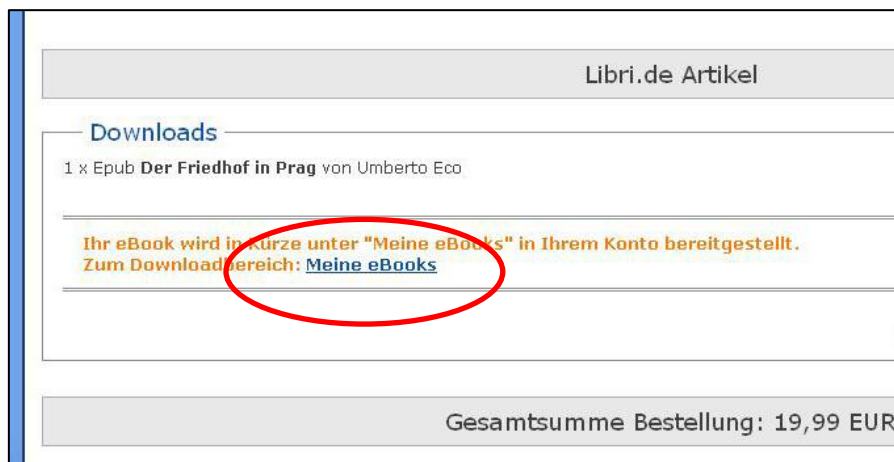 Libri.de Artikel
Downloads
1 x Epub Der Friedhof in Prag von Umberto Eco
Ihr eBook wird in Kürze unter "Meine eBooks" in Ihrem Konto bereitgestellt.
Zum Downloadbereich: Meine eBooks
Gesamtsumme Bestellung: 19,99 EUR